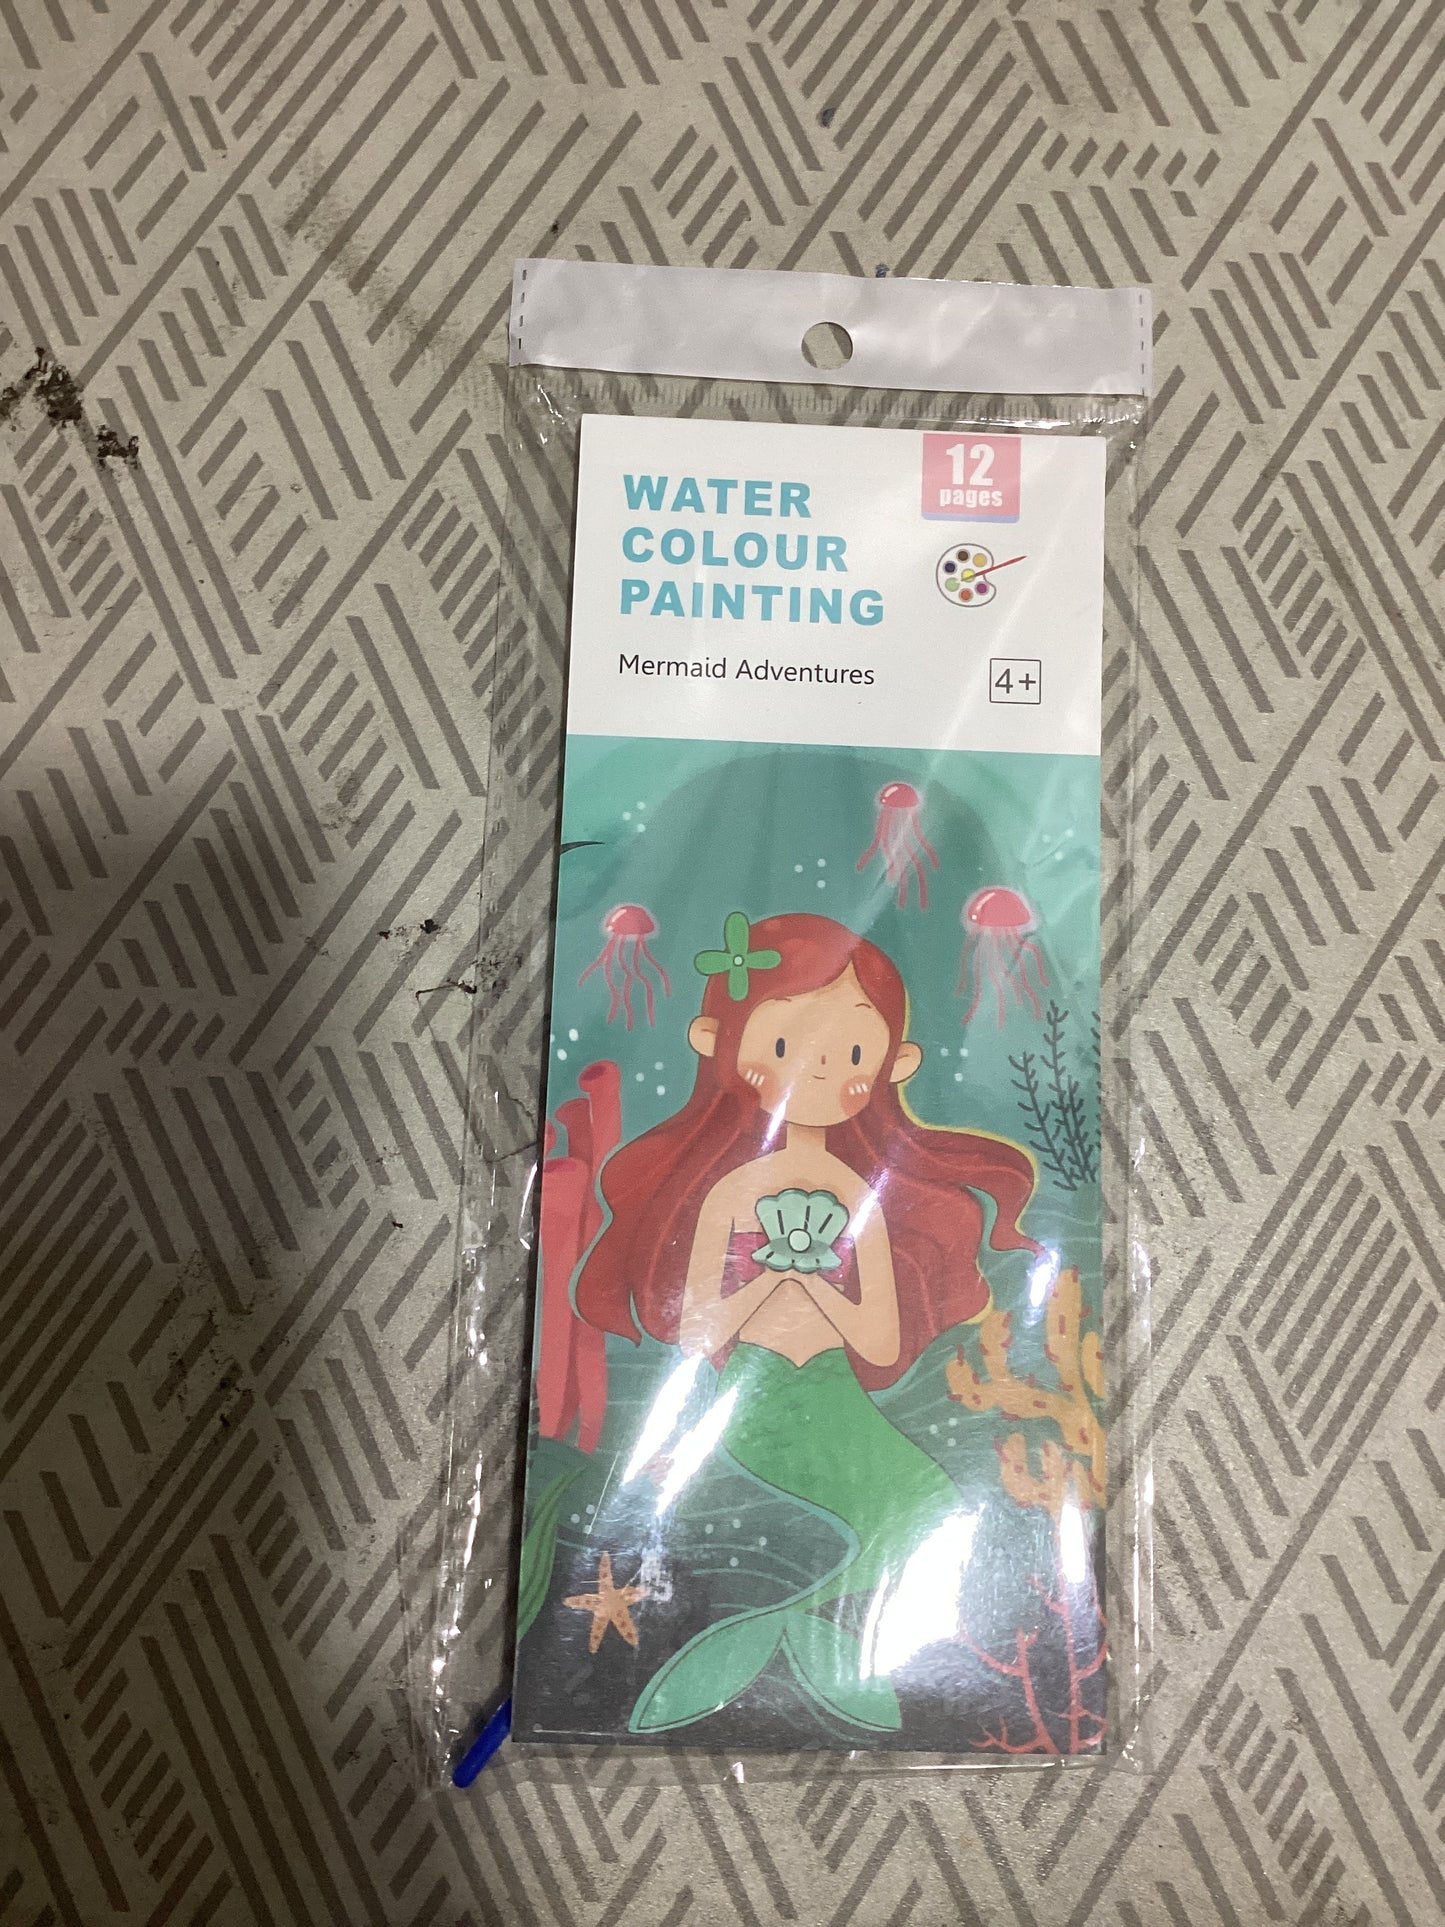 12
pages
WATER
COLOUR
PAINTING
Mermaid Adventures
4+